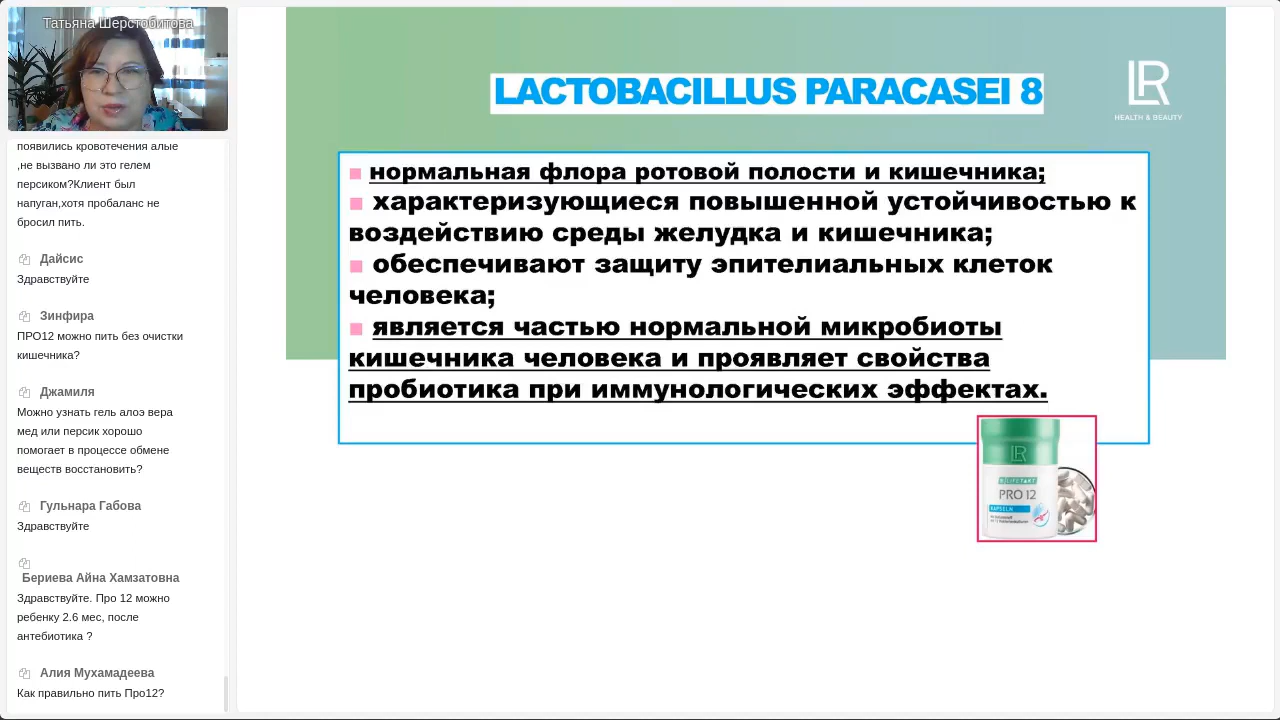 Татьяна Шерстобитова
появились кровотечения алые
,не вызвано ли это гелем
персиком?Клиент был
напуган,хотя пробаланс не
бросил пить.
Дайсис
Здравствуйте
Зинфира
ПРО12 можно пить без очистки
кишечника?
Джамиля
Можно узнать гель алоэ вера
мед или персик хорошо
помогает в процессе обмене
веществ восстановить?
Гульнара Габова
Здравствуйте
Бериева Айна Хамзатовна
Здравствуйте. Про 12 можно
ребенку 2.6 мес, после
антебиотика ?
Алия Мухамадеева
Как правильно пить Про12?
LACTOBACILLUS PARACASEI 8
LR
HEALTH & BEAUTY
нормальная флора ротовой полости и кишечника;
характеризующиеся повышенной устойчивостью к
воздействию среды желудка и кишечника;
обеспечивают защиту эпителиальных клеток
человека;
является частью нормальной микробиоты
кишечника человека и проявляет свойства
пробиотика при иммунологических эффектах.
LR
PRO 12
KAPSELN